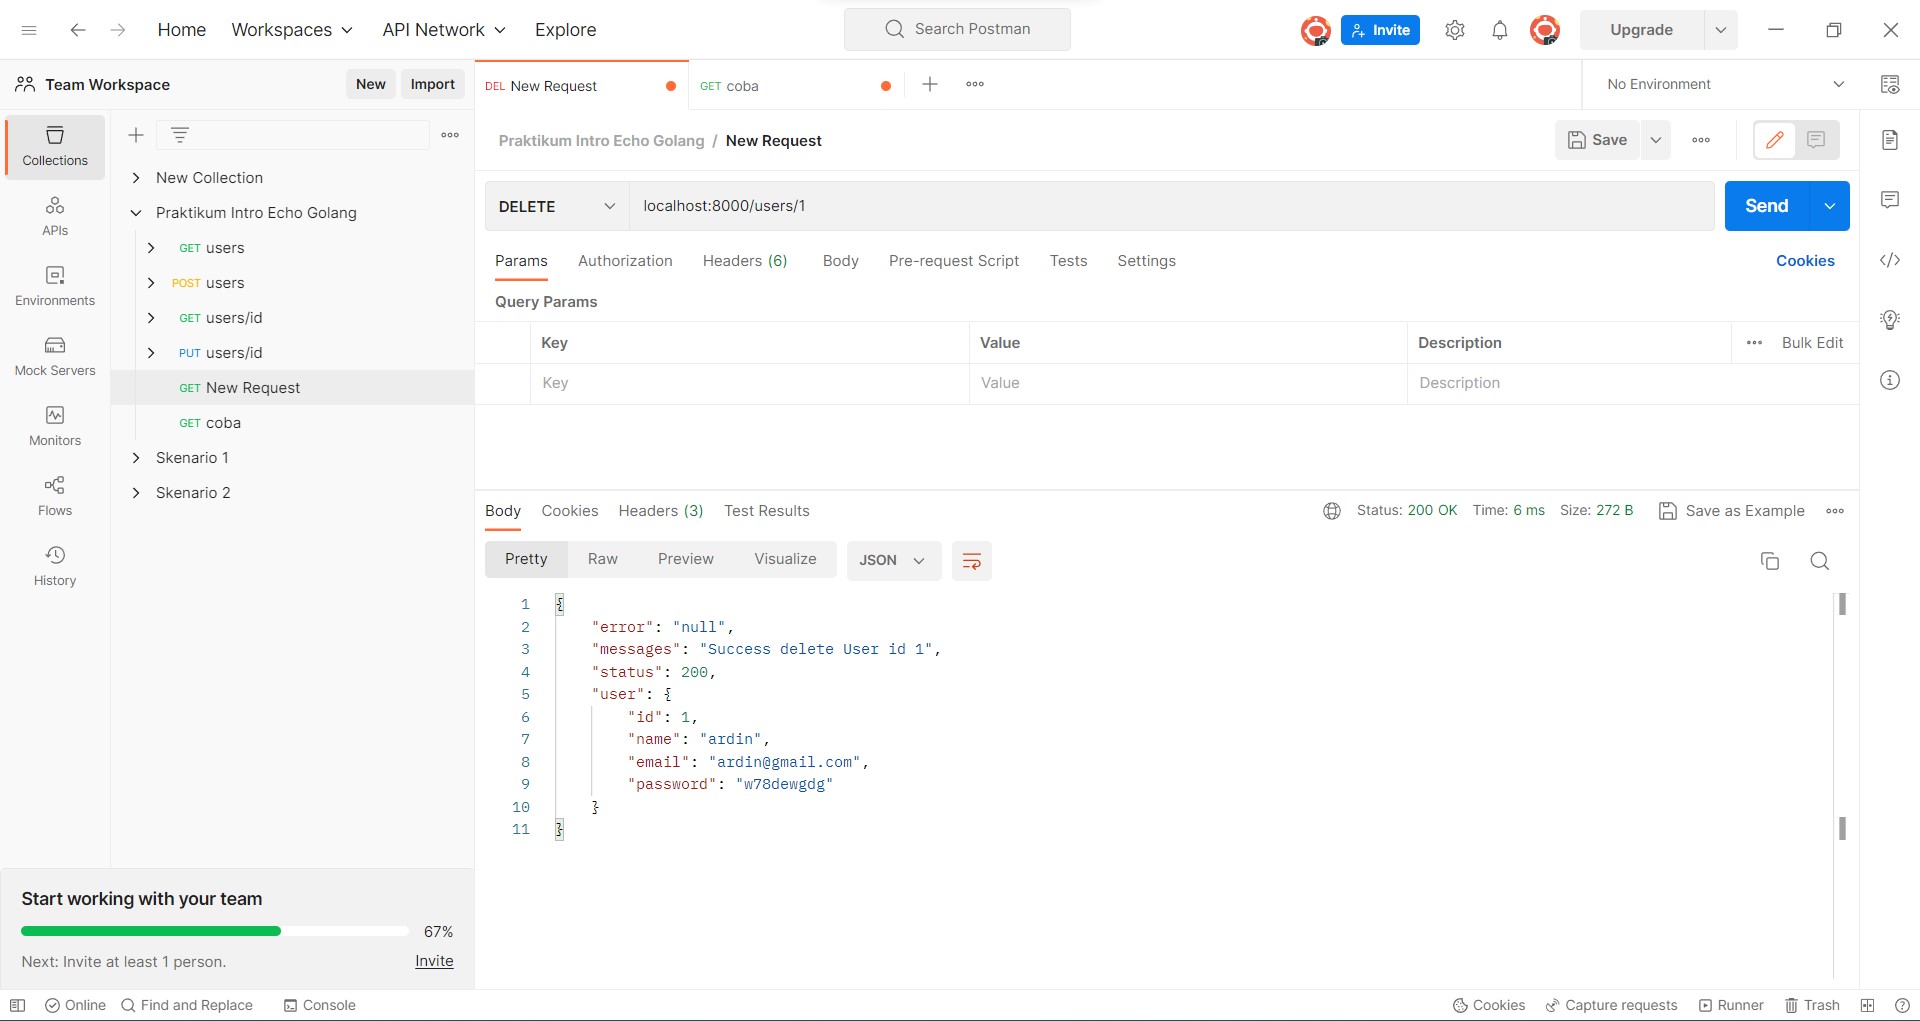 Home Workspaces API Network Explore Search Postman Invite Upgrade
Team Workspace New Import
DEL New Request GET coba No Environment
Collections
APIs
Environments
Mock Servers
Monitors
Flows
History
New Collection
Praktikum Intro Echo Golang
GET users
POST users
GET users/id
PUT users/id
GET New Request
GET coba
Skenario 1
Skenario 2
Start working with your team
67%
Next: Invite at least 1 person. Invite
Praktikum Intro Echo Golang / New Request Save
DELETE localhost:8000/users/1 Send
Params Authorization Headers (6) Body Pre-request Script Tests Settings Cookies
Query Params
Key Value Description Bulk Edit
Key Value Description
Body Cookies Headers (3) Test Results Status: 200 OK Time: 6 ms Size: 272 B Save as Example
Pretty Raw Preview Visualize JSON
1 {
2 "error": "null",
3 "messages": "Success delete User id 1",
4 "status": 200,
5 "user": {
6 "id": 1,
7 "name": "ardin",
8 "email": "ardin@gmail.com",
9 "password": "w78dewgdg"
10 }
11 }
Online Find and Replace Console Cookies Capture requests Runner Trash